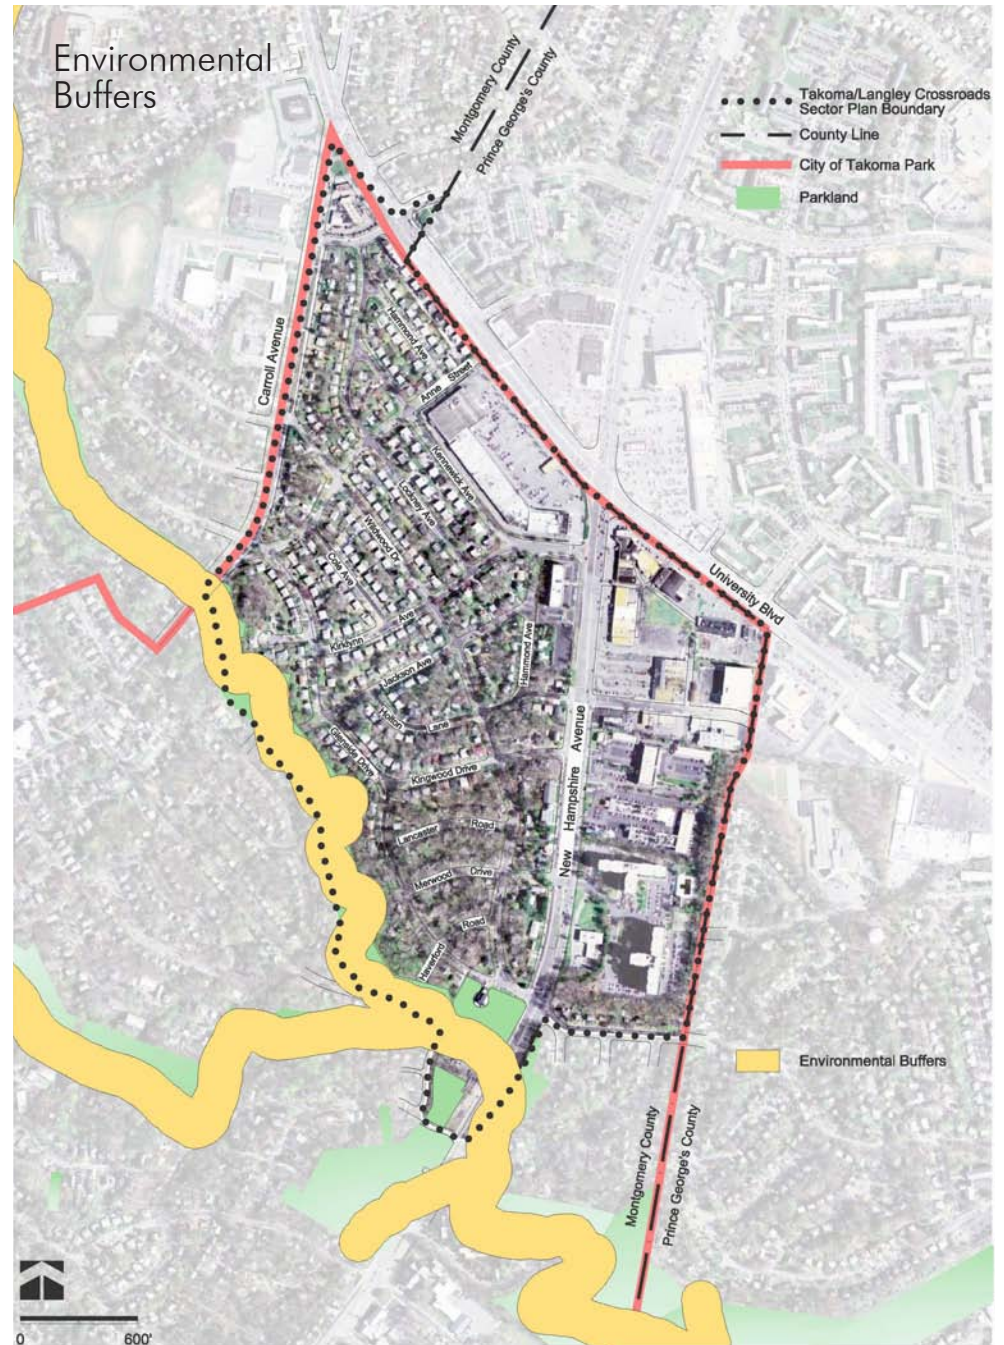 Environmental
Buffers
Montgomery County
Prince George's County
Takoma/Langley Crossroads
Sector Plan Boundary
County Line
City of Takoma Park
Parkland
Carroll Avenue
Hammond Ave
Anne Street
Kennewick Ave
Lockney Ave
Wildwood Dr
Cole Ave
University Blvd
Kirklynn Ave
Hammond Ave
Jackson Ave
Holton Lane
Glenside Drive
New Hampshire Avenue
Kingwood Drive
Lancaster Road
Merwood Drive
Haverford Road
Environmental Buffers
Montgomery County
Prince George's County
0 600'